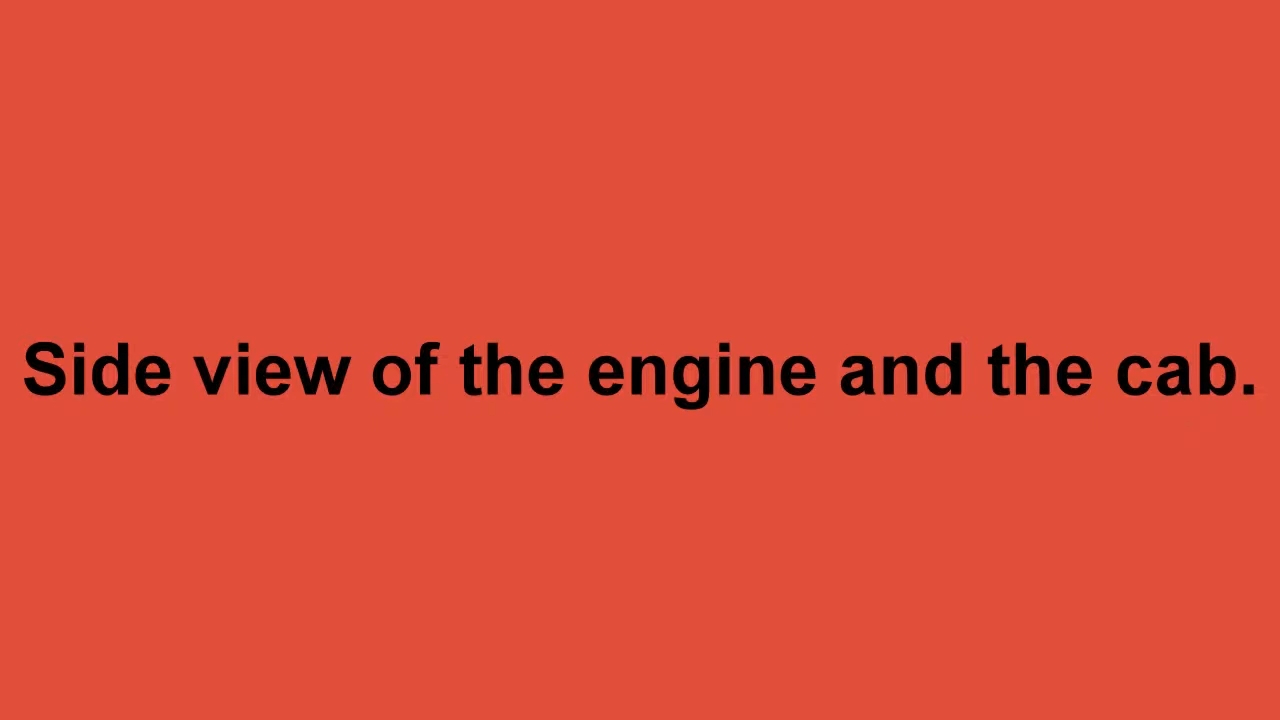 Side view of the engine and the cab.